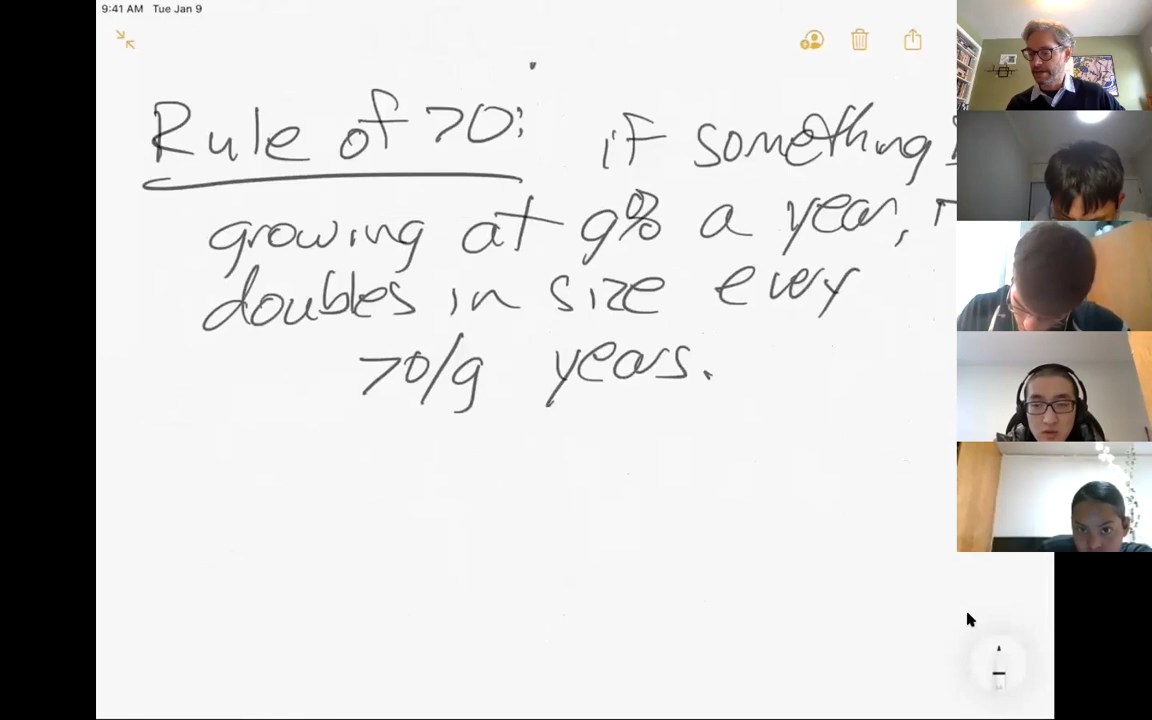 9:41 AM Tue Jan 9
Rule of 70: if something
growing at g% a year,
doubles in size every
70/g years.